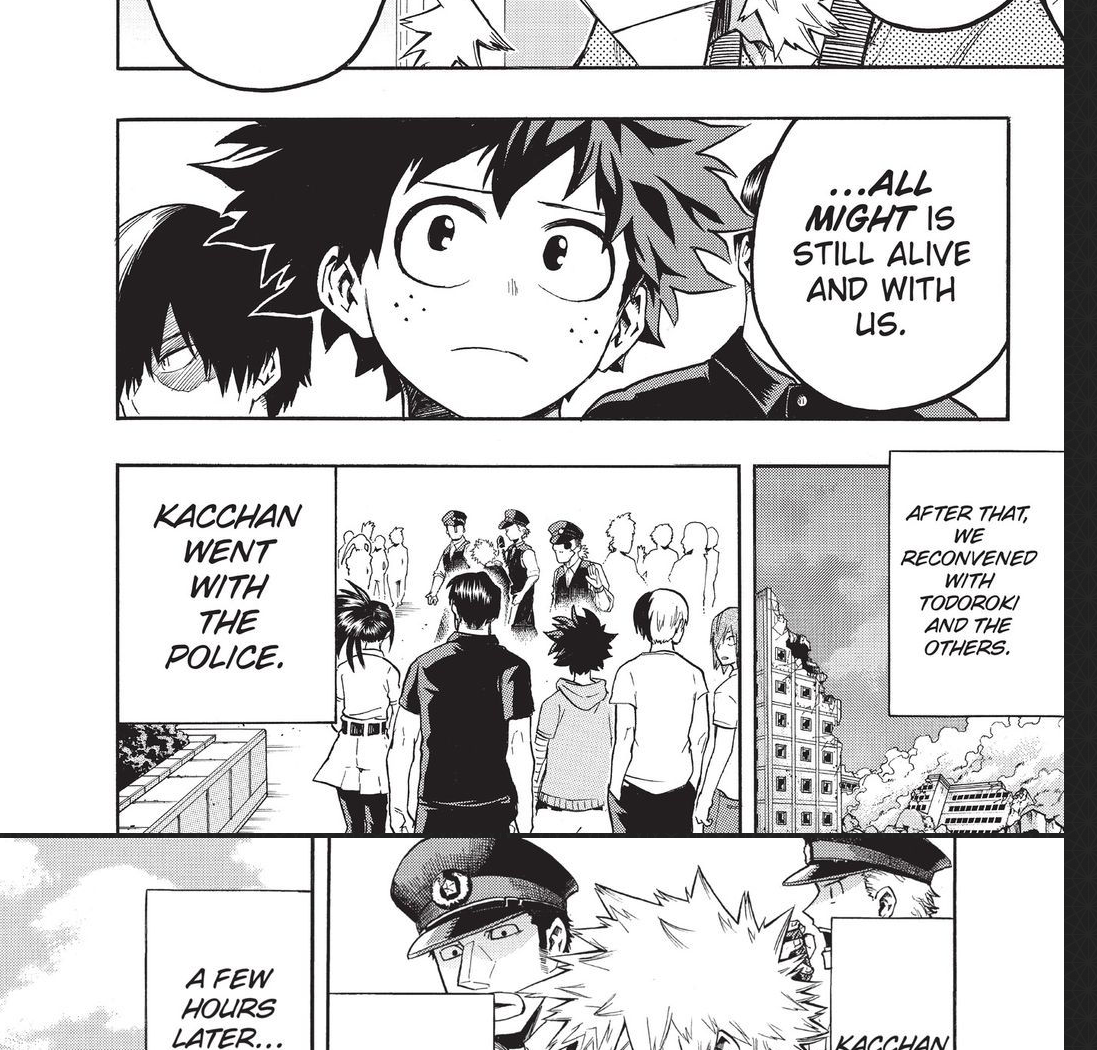 ...ALL
MIGHT IS
STILL ALIVE
AND WITH
US.
AFTER THAT,
WE
RECONVENED
WITH
TODOROKI
AND THE
OTHERS.
KACCHAN
WENT
WITH
THE
POLICE.
KACCHAN
A FEW
HOURS
LATER...